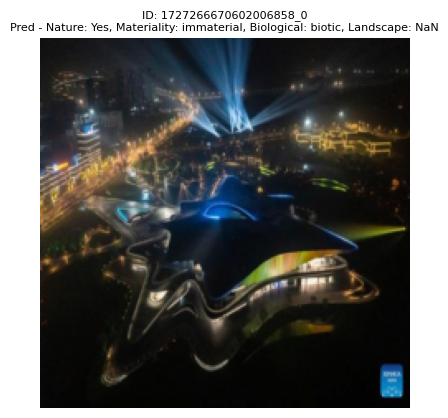 ID: 1727266670602006858_0
Pred - Nature: Yes, Materiality: immaterial, Biological: biotic, Landscape: NaN